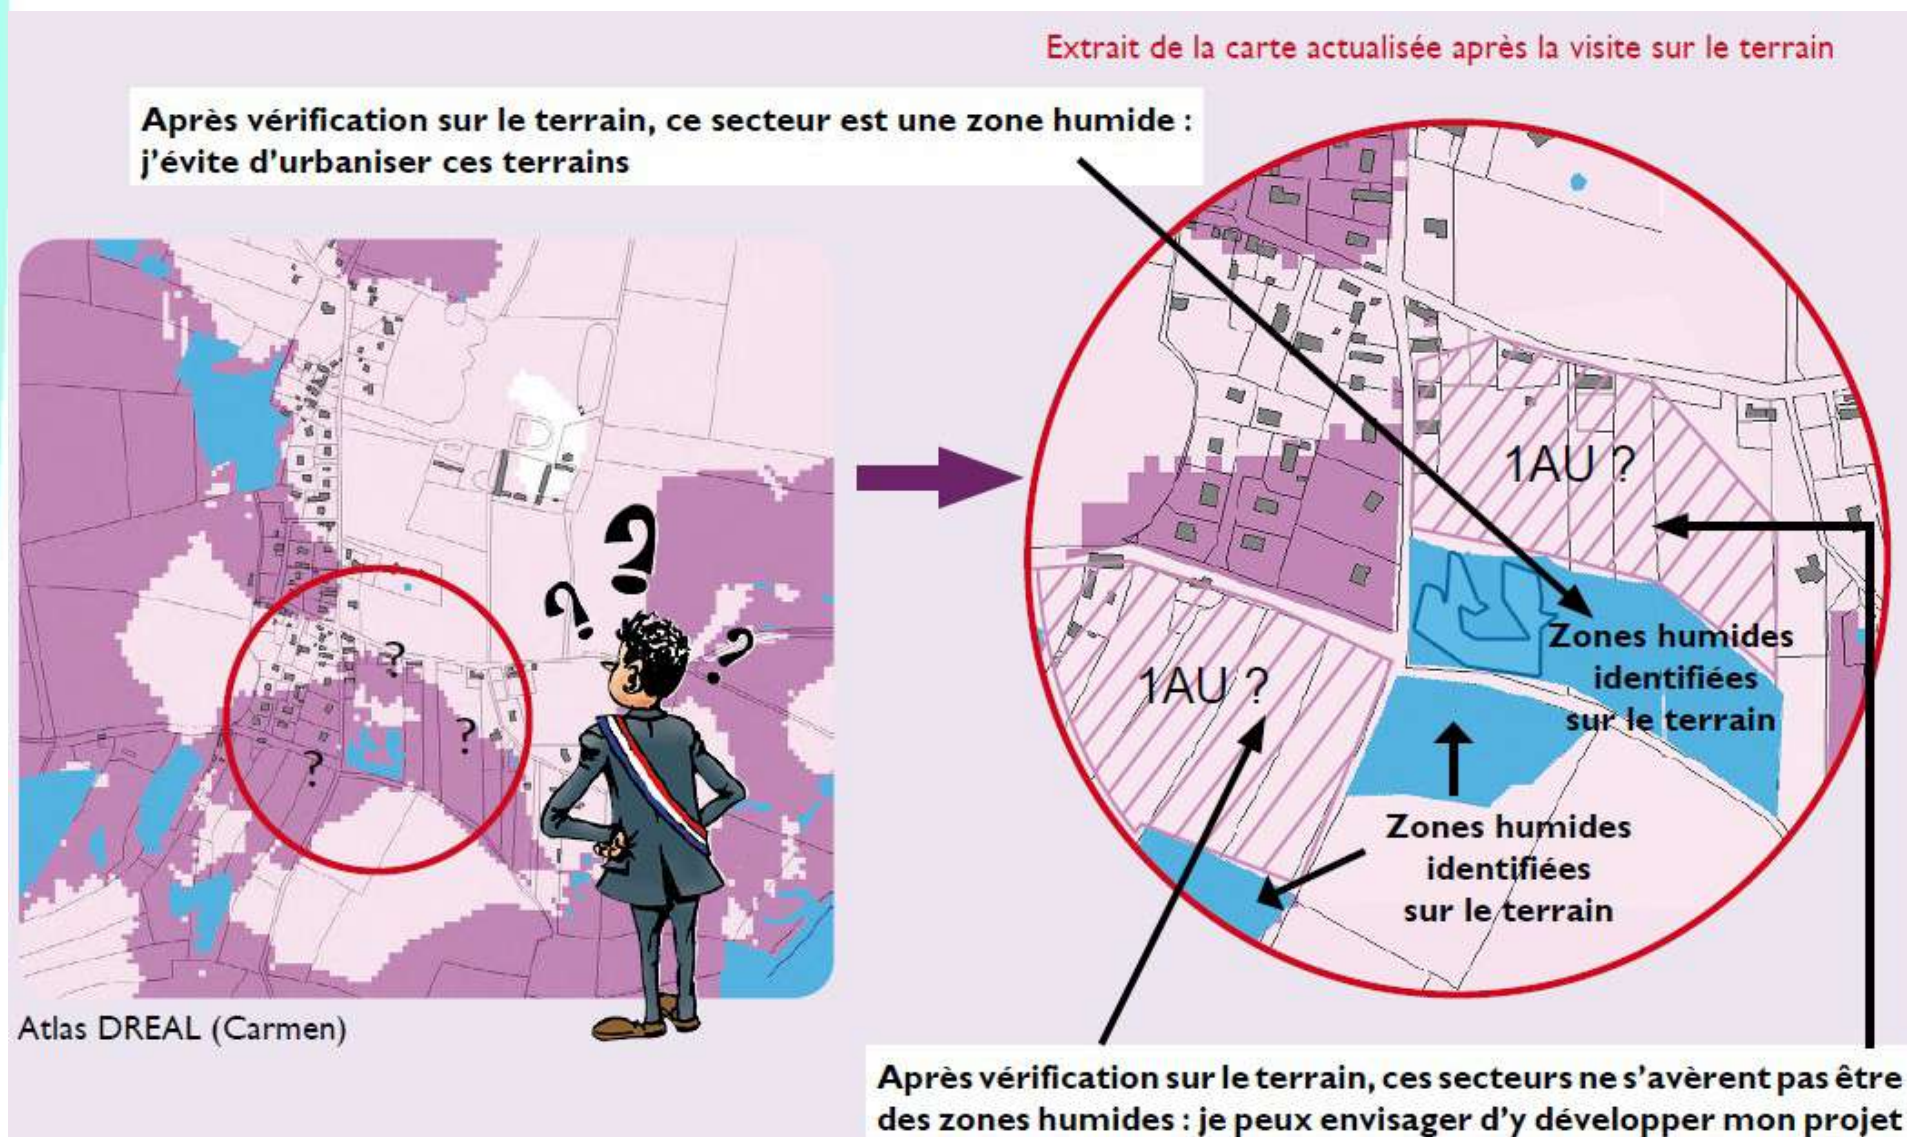 Extrait de la carte actualisée après la visite sur le terrain
Après vérification sur le terrain, ce secteur est une zone humide :
j'évite d'urbaniser ces terrains
? ? ?
? ? ?
1AU ?
Zones humides
identifiées
sur le terrain
1AU ?
Zones humides
identifiées
sur le terrain
Atlas DREAL (Carmen)
Après vérification sur le terrain, ces secteurs ne s'avèrent pas être
des zones humides : je peux envisager d'y développer mon projet